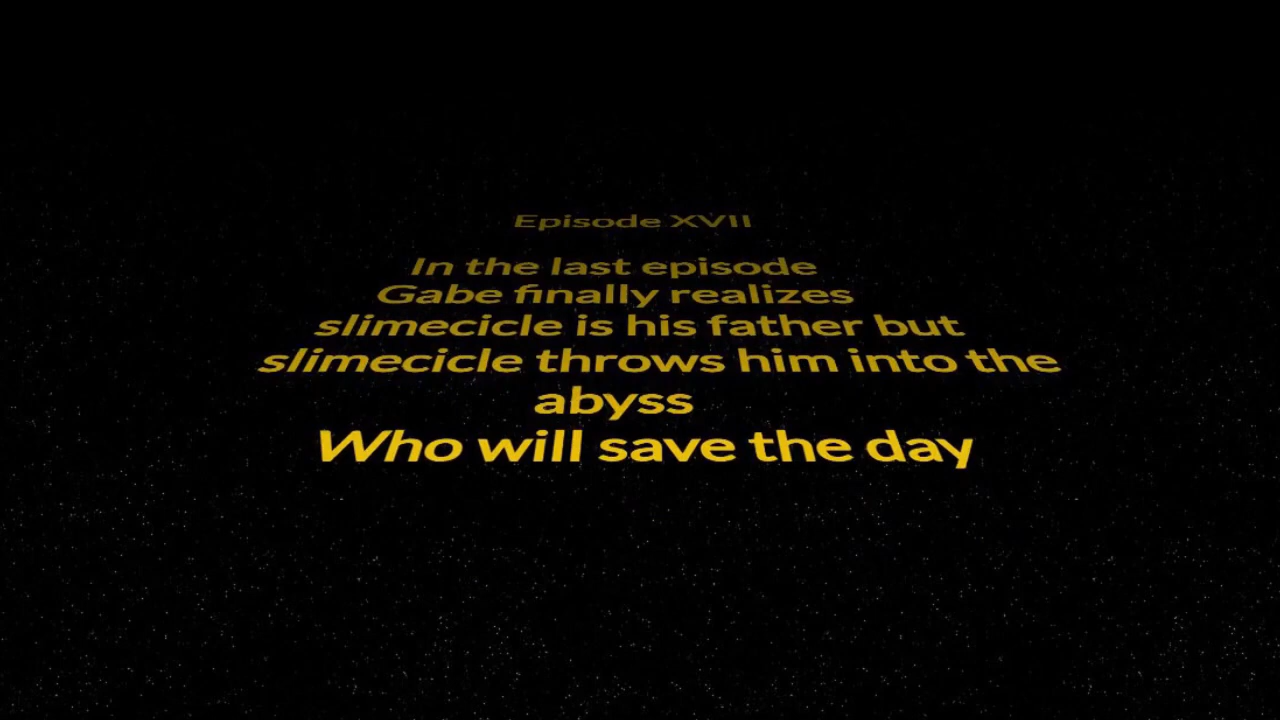 Episode XVII
In the last episode
Gabe finally realizes
slimecicle is his father but
slimecicle throws him into the
abyss
Who will save the day